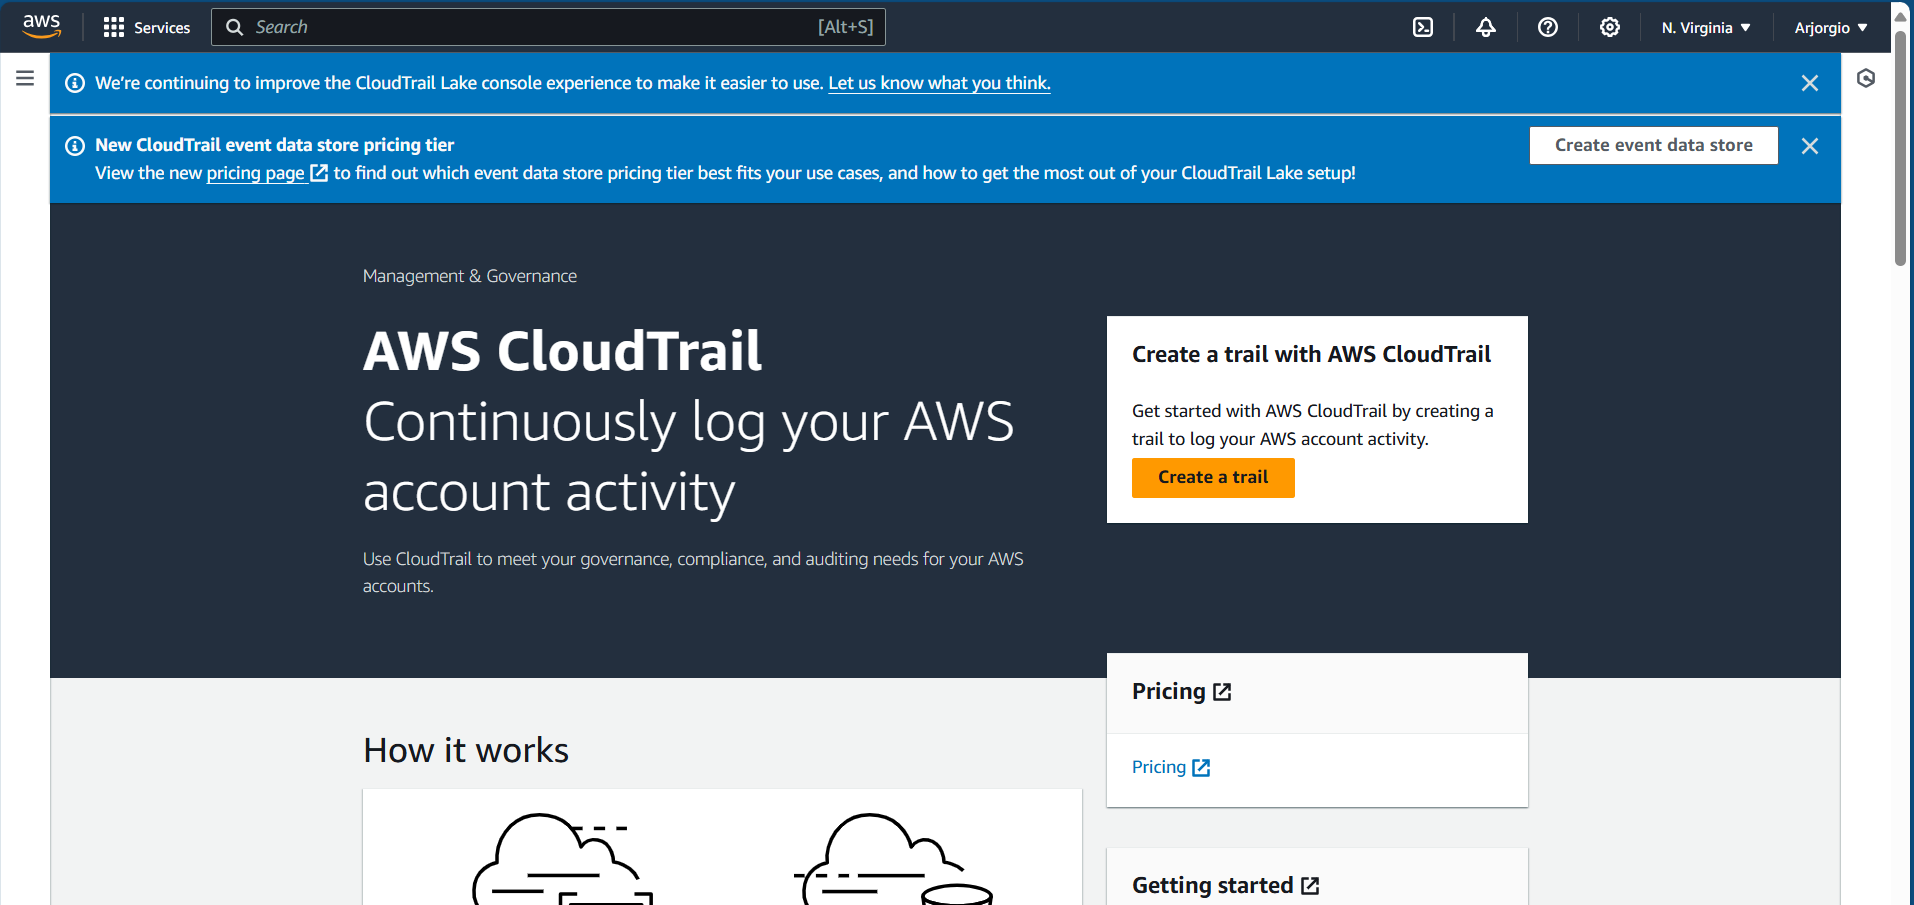 aws
Services
Search
[Alt+S]
N. Virginia
Arjorgio
We're continuing to improve the CloudTrail Lake console experience to make it easier to use. Let us know what you think.
New CloudTrail event data store pricing tier
View the new pricing page to find out which event data store pricing tier best fits your use cases, and how to get the most out of your CloudTrail Lake setup!
Create event data store
Management & Governance
AWS CloudTrail
Continuously log your AWS
account activity
Use CloudTrail to meet your governance, compliance, and auditing needs for your AWS
accounts.
Create a trail with AWS CloudTrail
Get started with AWS CloudTrail by creating a
trail to log your AWS account activity.
Create a trail
Pricing
Pricing
How it works
Getting started